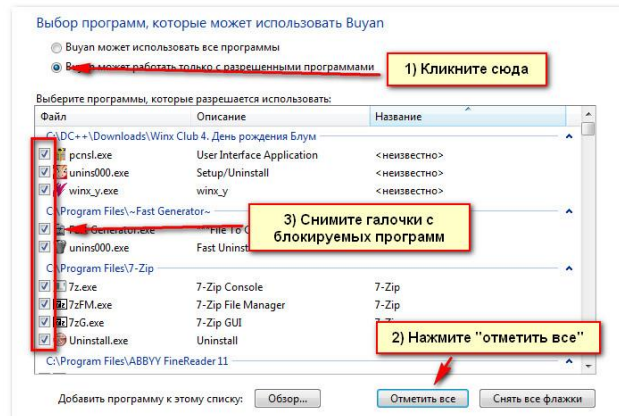 Выбор программ, которые может использовать Buyan
Buyan может использовать все программы
Buyan может работать только с разрешенными программами
1) Кликните сюда
Выберите программы, которые разрешается использовать:
Файл Описание Название
C:\DC++\Downloads\Winx Club 4. День рождения Блум
pcnsl.exe User Interface Application <неизвестно>
unins000.exe Setup/Uninstall <неизвестно>
winx_y.exe winx_y <неизвестно>
C:\Program Files\~Fast Generator~
Generator.exe
3) Снимите галочки с
блокируемых программ
unins000.exe Fast Uninst
C:\Program Files\7-Zip
7z.exe 7-Zip Console 7-Zip
7zFM.exe 7-Zip File Manager 7-Zip
7zG.exe 7-Zip GUI 7-Zip
Uninstall.exe Uninstall
2) Нажмите "отметить все"
C:\Program Files\ABBYY FineReader 11
Добавить программу к этому списку: Обзор... Отметить все Снять все флажки